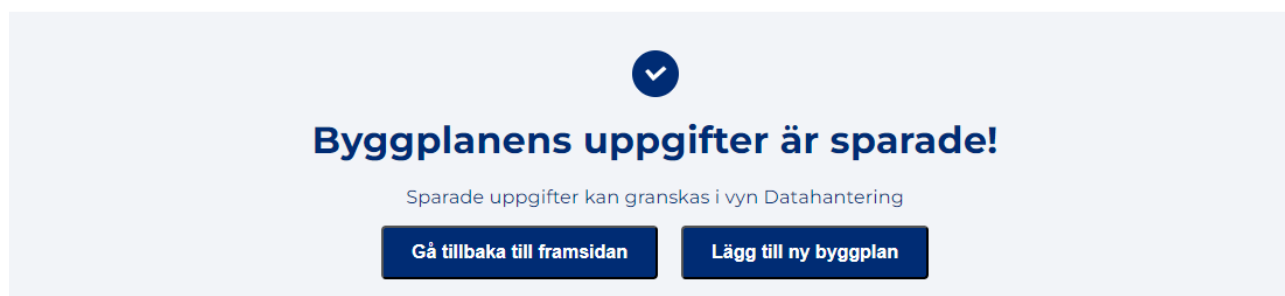 Byggplanens uppgifter är sparade!
Sparade uppgifter kan granskas i vyn Datahantering
Gå tillbaka till framsidan
Lägg till ny byggplan